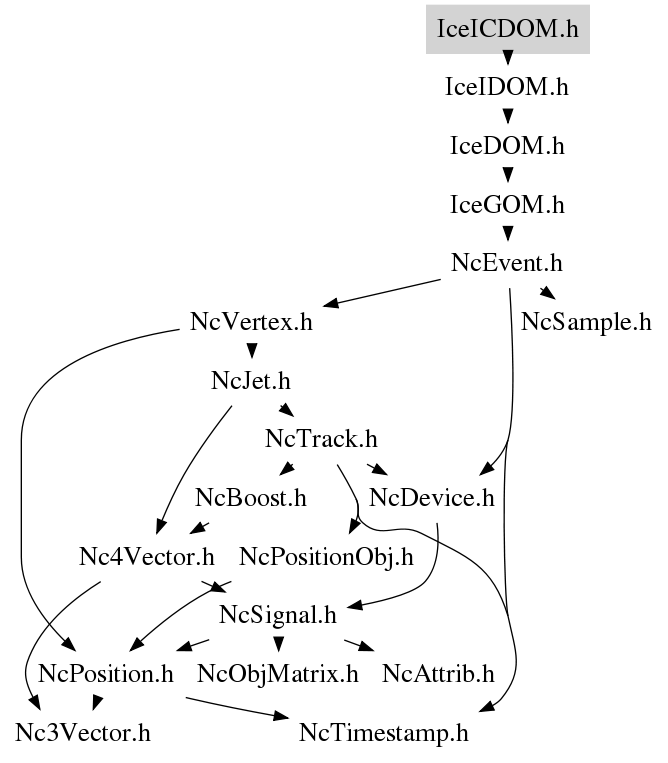 IceICDOM.h
IceIDOM.h
IceDOM.h
IceGOM.h
NcEvent.h
NcVertex.h
NcSample.h
NcJet.h
NcTrack.h
NcBoost.h
NcDevice.h
Nc4Vector.h
NcPositionObj.h
NcSignal.h
NcPosition.h
NcObjMatrix.h
NcAttrib.h
Nc3Vector.h
NcTimestamp.h